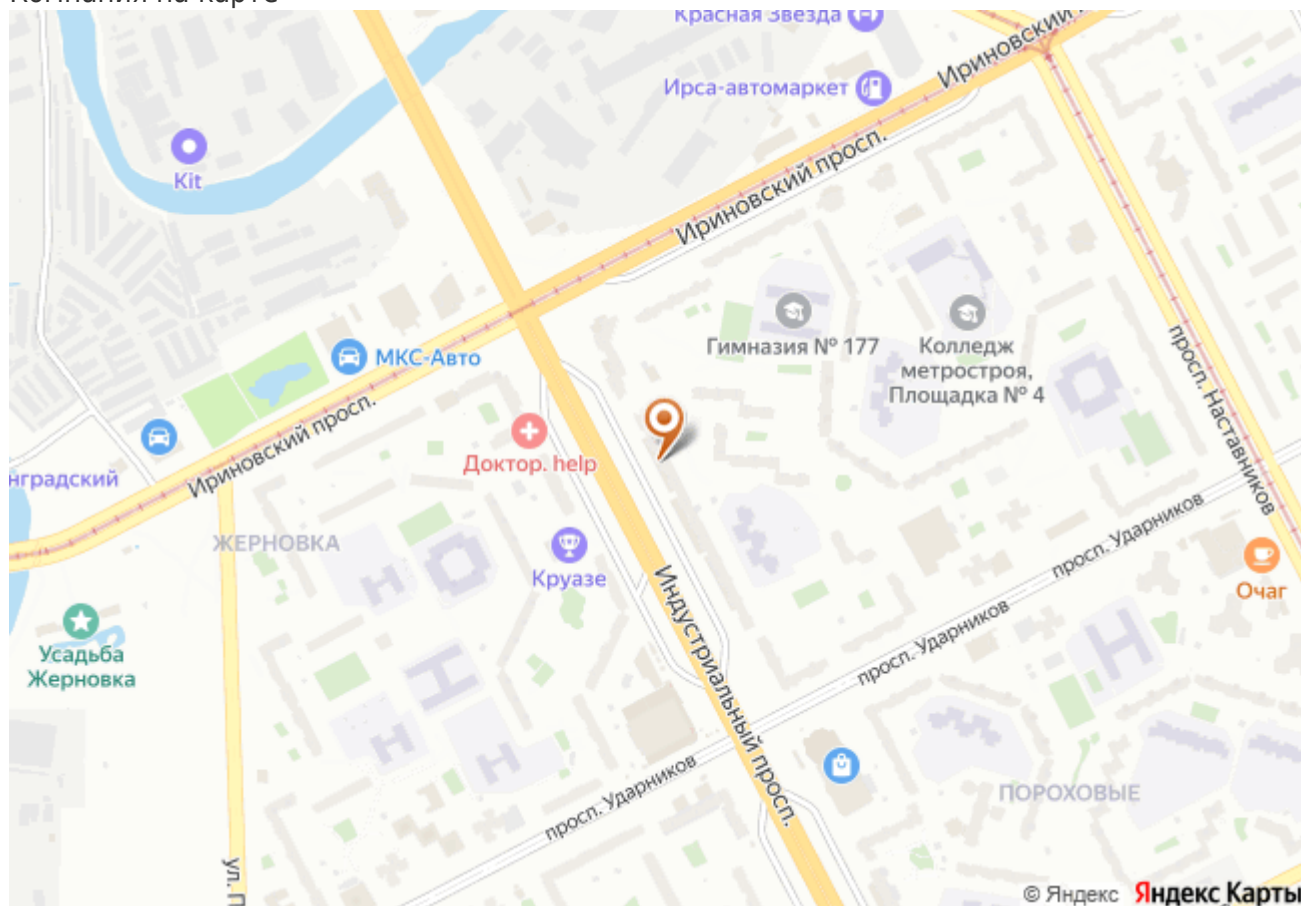 Красная Звезда
Ириновский
Ирса-автомаркет
Kit
Ириновский просп.
Гимназия № 177
Колледж
метростроя,
Площадка № 4
МКС-Авто
просп. Наставников
Ириновский просп.
Доктор. help
нградский
ЖЕРНОВКА
Круазе
просп. Ударников
Очаг
Индустриальный просп.
просп. Ударников
Усадьба
Жерновка
просп. Ударников
ПОРОХОВЫЕ
ул. П
© Яндекс Яндекс Карты